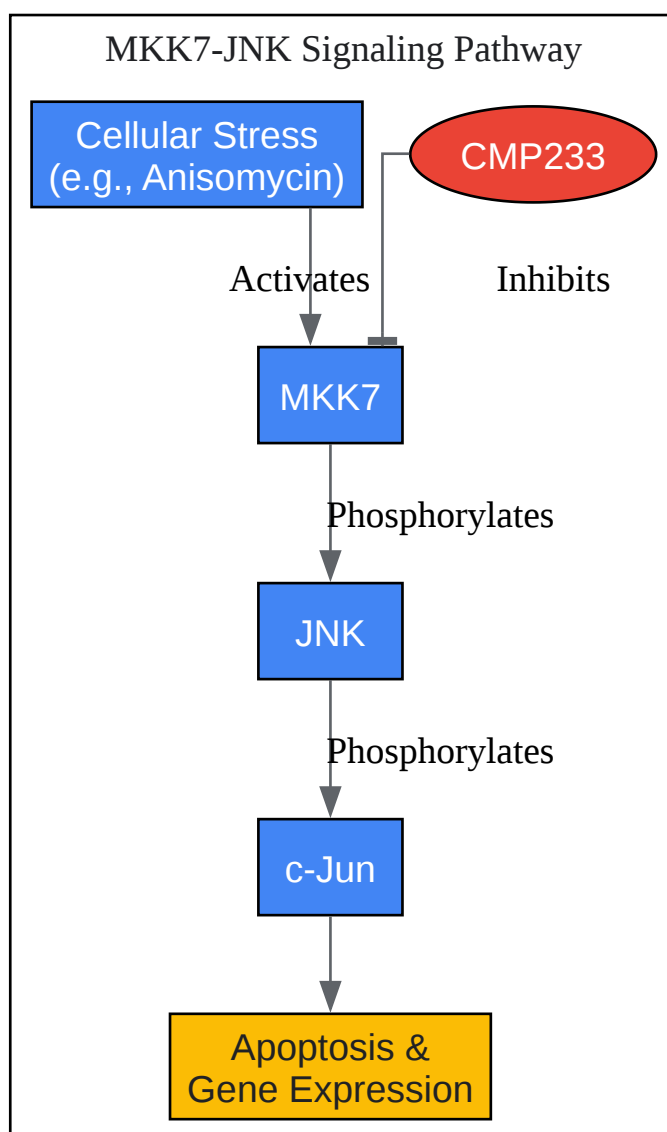 MKK7-JNK Signaling Pathway
Cellular Stress
(e.g., Anisomycin)
CMP233
Activates
Inhibits
MKK7
Phosphorylates
JNK
Phosphorylates
c-Jun
Apoptosis &
Gene Expression